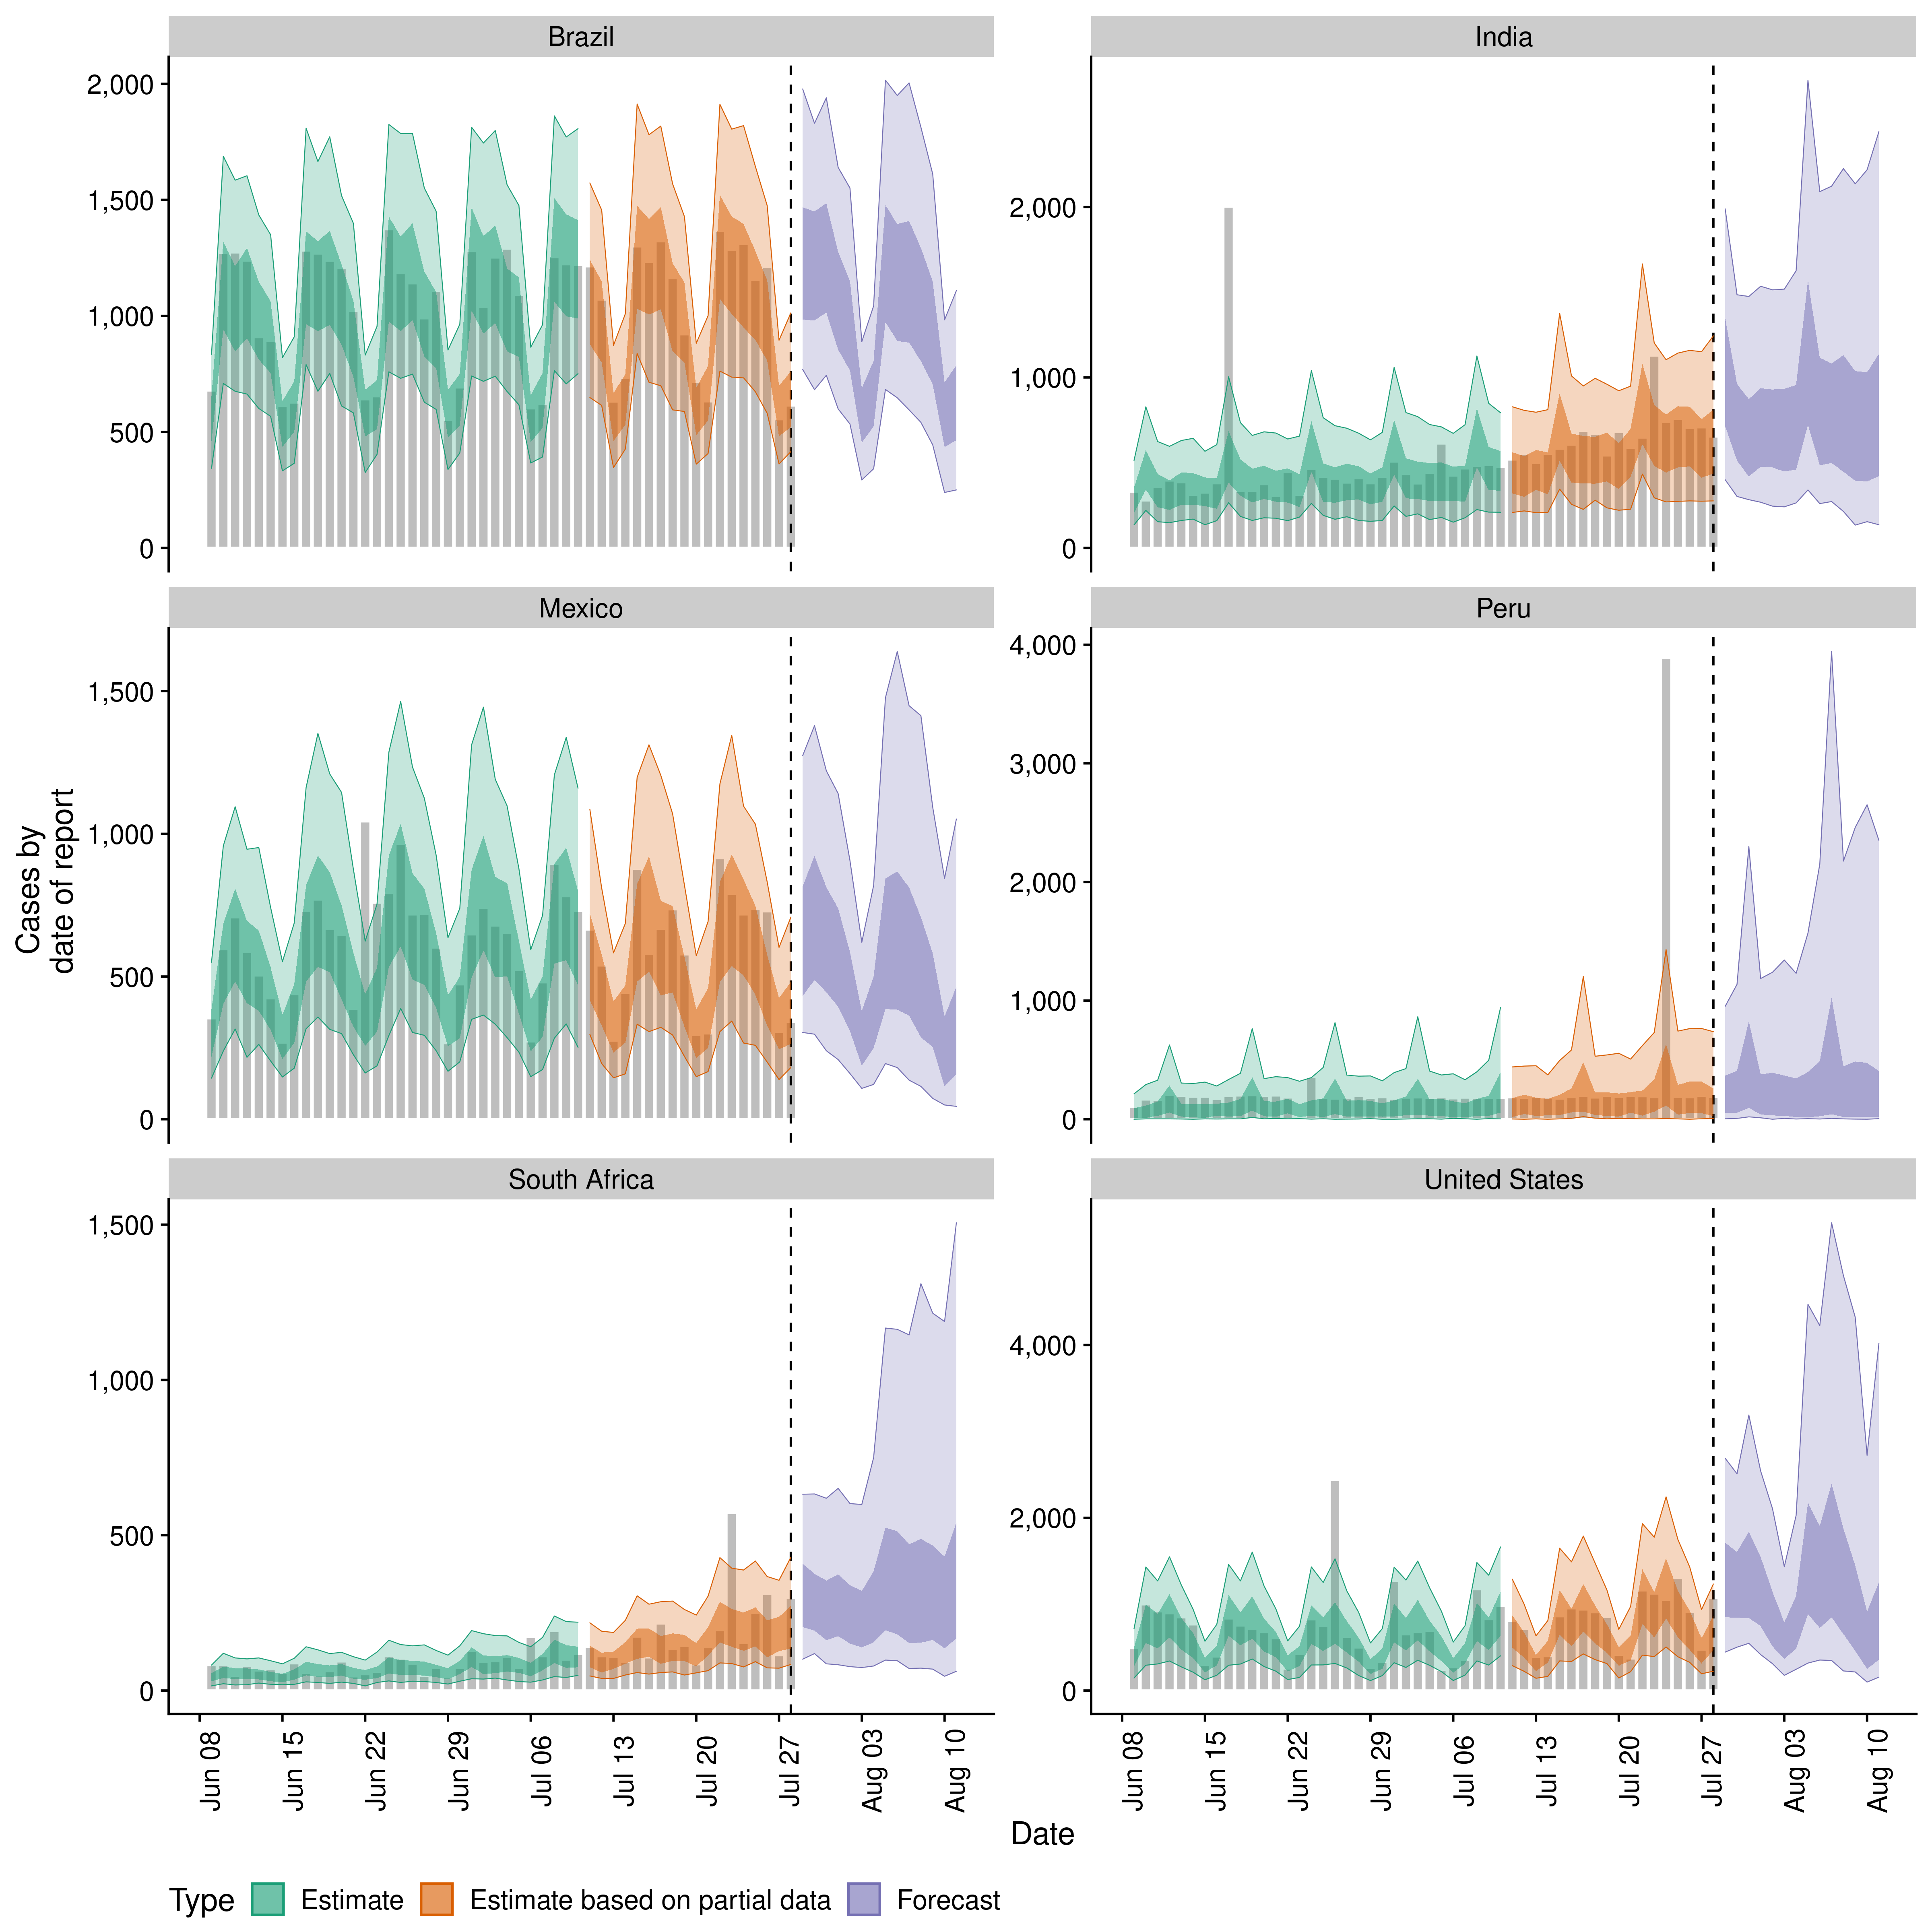 Brazil
India
2,000
1,500
1,000
500
0
2,000
1,000
0
Mexico
Peru
1,500
1,000
500
0
4,000
3,000
2,000
1,000
0
Cases by
date of report
South Africa
United States
1,500
1,000
500
0
4,000
2,000
0
Jun 08
Jun 15
Jun 22
Jun 29
Jul 06
Jul 13
Jul 20
Jul 27
Aug 03
Aug 10
Jun 08
Jun 15
Jun 22
Jun 29
Jul 06
Jul 13
Jul 20
Jul 27
Aug 03
Aug 10
Date
Type Estimate Estimate based on partial data Forecast